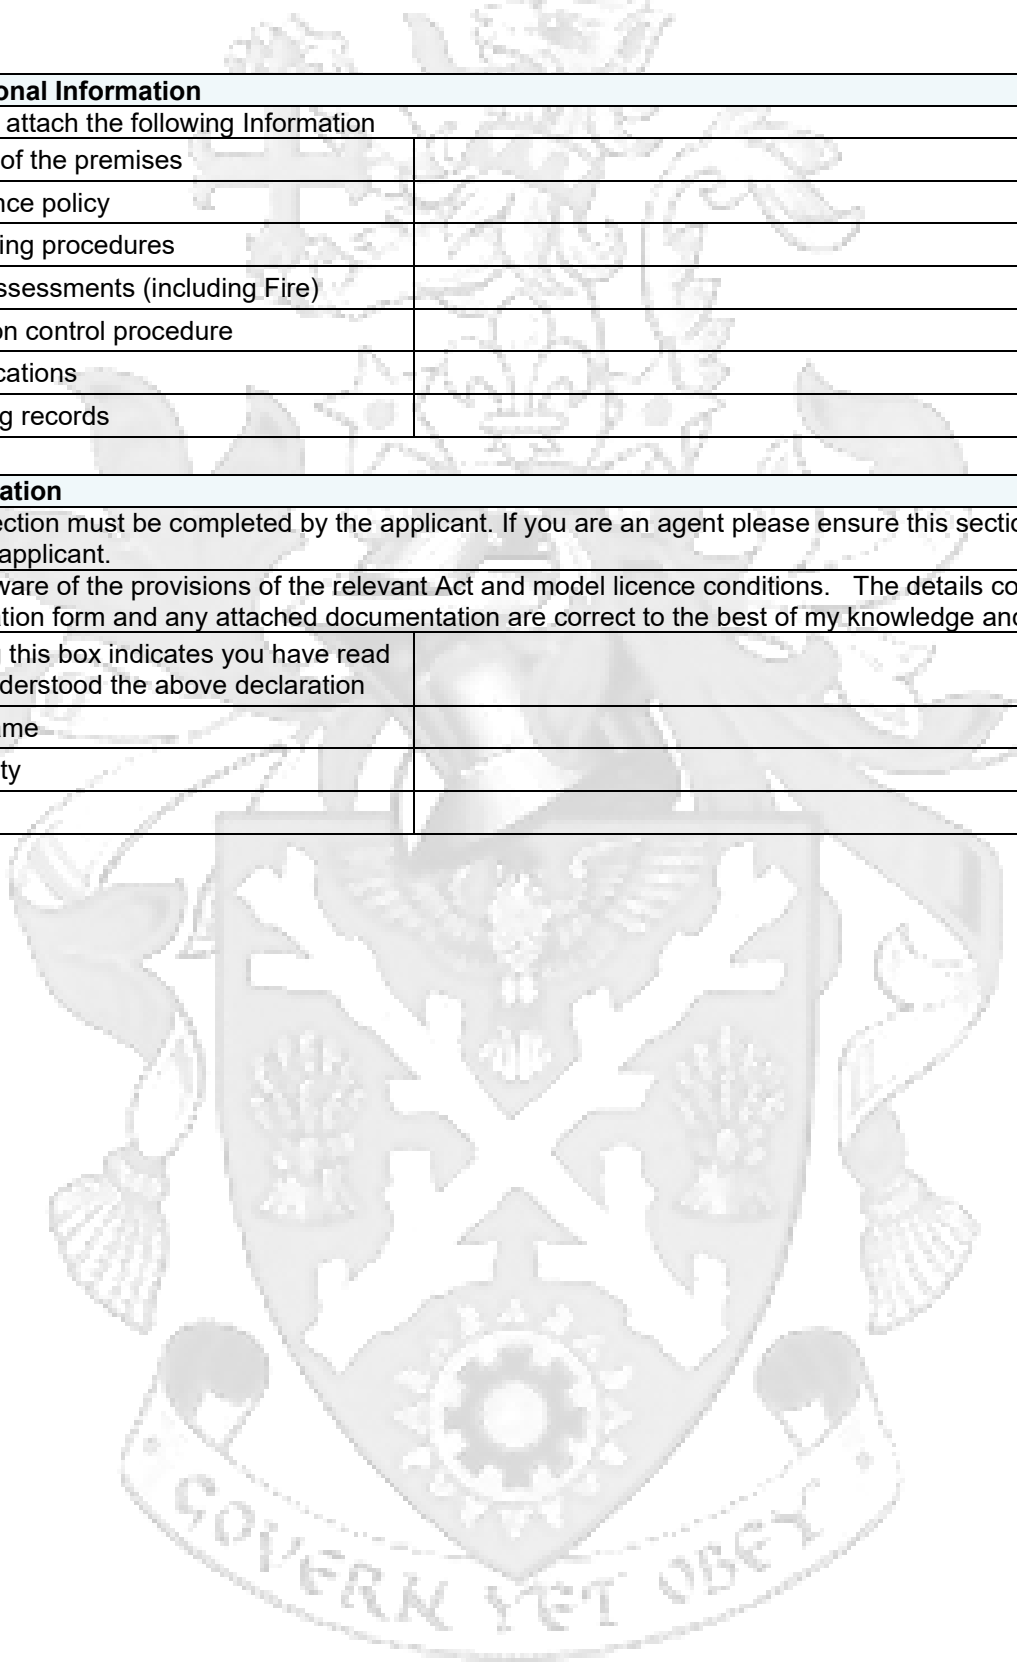 onal Information
attach the following Information
of the premises
nce policy
ing procedures
ssessments (including Fire)
on control procedure
cations
g records
ation
ection must be completed by the applicant. If you are an agent please ensure this sectio
applicant.
ware of the provisions of the relevant Act and model licence conditions.   The details co
ation form and any attached documentation are correct to the best of my knowledge and
this box indicates you have read
derstood the above declaration
ame
ty
GOVERN YET OBEY